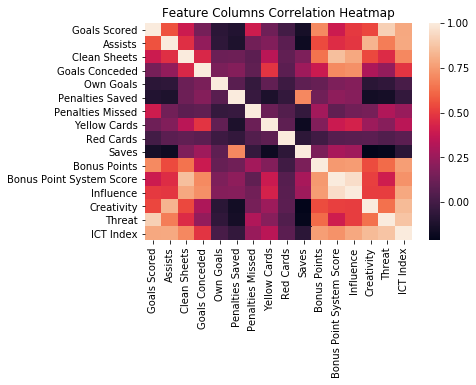 Feature Columns Correlation Heatmap
Goals Scored
Assists
Clean Sheets
Goals Conceded
Own Goals
Penalties Saved
Penalties Missed
Yellow Cards
Red Cards
Saves
Bonus Points
Bonus Point System Score
Influence
Creativity
Threat
ICT Index
1.00
0.75
0.50
0.25
0.00
Goals Scored
Assists
Clean Sheets
Goals Conceded
Own Goals
Penalties Saved
Penalties Missed
Yellow Cards
Red Cards
Saves
Bonus Points
Bonus Point System Score
Influence
Creativity
Threat
ICT Index